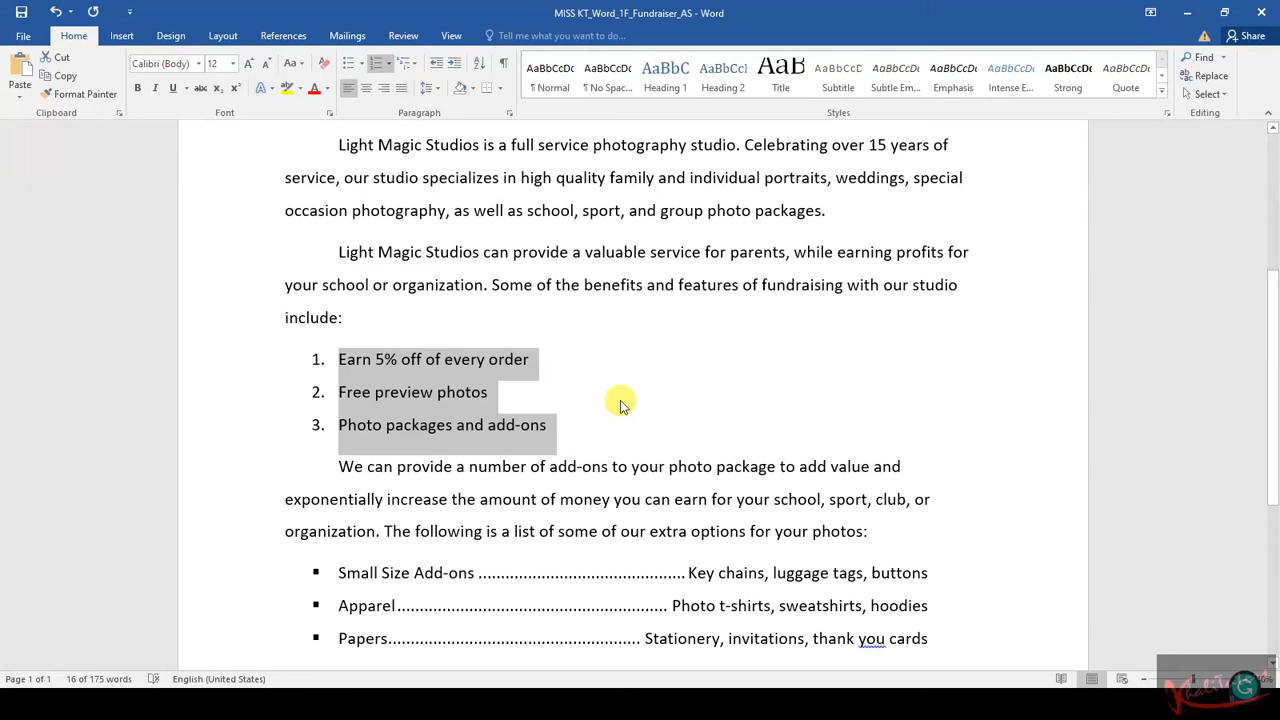 MISS KT_Word_1F_Fundraiser_AS - Word
File Home Insert Design Layout References Mailings Review View Tell me what you want to do... Share
Paste Cut Copy Format Painter
Calibri (Body) 12
AaBbCcDc AaBbCcDc AaBbC AaBbCcI AaB AaBbCcDc AaBbCcDc AaBbCcDc AaBbCcDc AaBbCcDc AaBbCcDc
¶ Normal ¶ No Spac... Heading 1 Heading 2 Title Subtitle Subtle Em... Emphasis Intense E... Strong Quote
Find Replace Select
Clipboard Font Paragraph Styles Editing
Light Magic Studios is a full service photography studio. Celebrating over 15 years of
service, our studio specializes in high quality family and individual portraits, weddings, special
occasion photography, as well as school, sport, and group photo packages.
Light Magic Studios can provide a valuable service for parents, while earning profits for
your school or organization. Some of the benefits and features of fundraising with our studio
include:
1. Earn 5% off of every order
2. Free preview photos
3. Photo packages and add-ons
We can provide a number of add-ons to your photo package to add value and
exponentially increase the amount of money you can earn for your school, sport, club, or
organization. The following is a list of some of our extra options for your photos:
▪ Small Size Add-ons ............................................. Key chains, luggage tags, buttons
▪ Apparel........................................................... Photo t-shirts, sweatshirts, hoodies
▪ Papers....................................................... Stationery, invitations, thank you cards
Page 1 of 1 16 of 175 words English (United States)